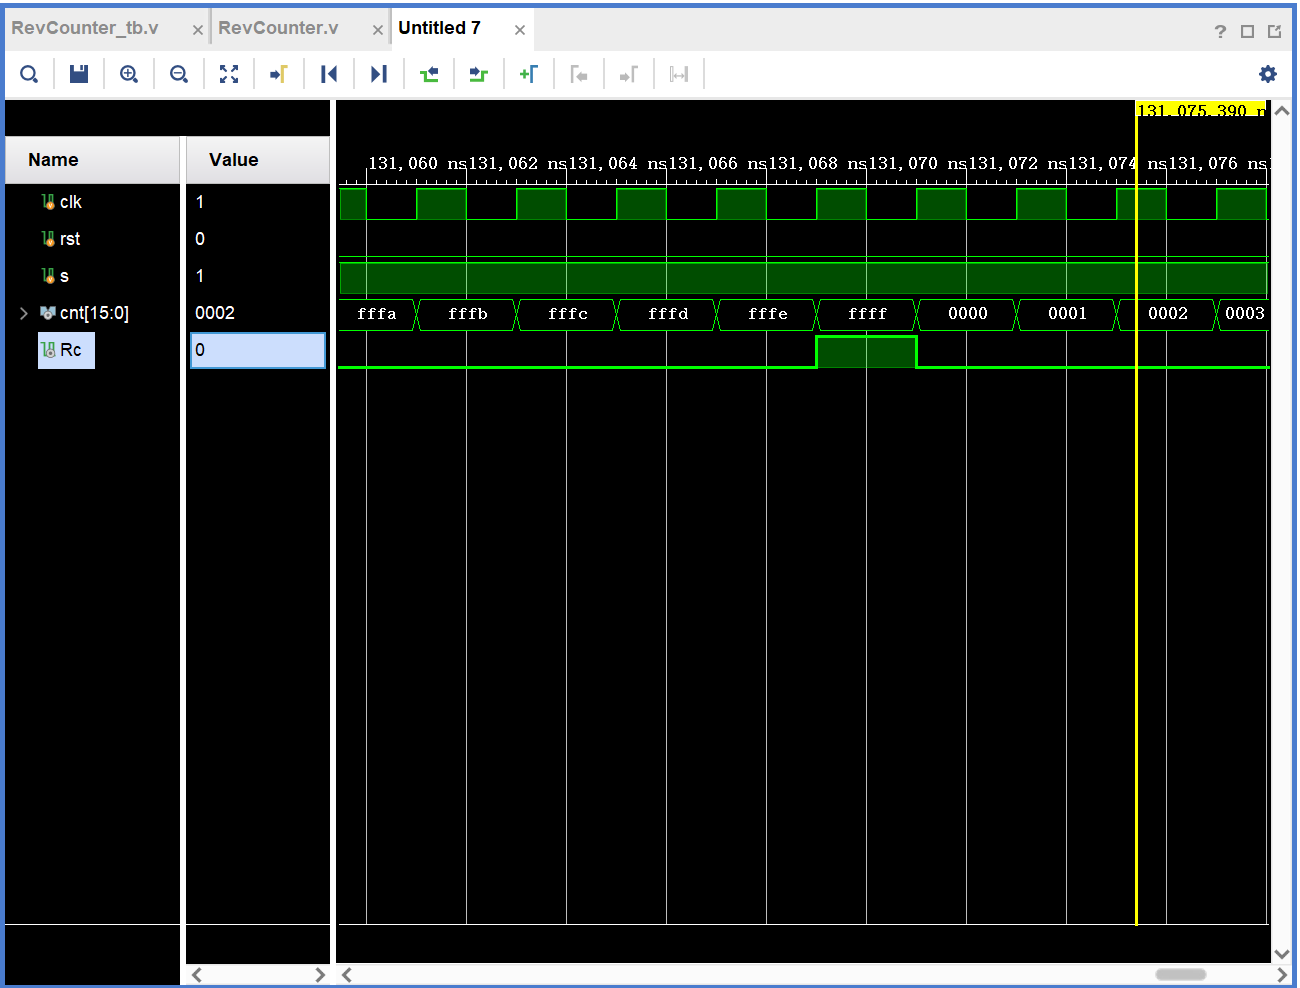 RevCounter_tb.v × RevCounter.v × Untitled 7 × ?
131,075.390 n
Name Value
131,060 ns 131,062 ns 131,064 ns 131,066 ns 131,068 ns 131,070 ns 131,072 ns 131,074 ns 131,076 ns
clk 1
rst 0
s 1
cnt[15:0] 0002 fffa fffb fffc fffd fffe ffff 0000 0001 0002 0003
Rc 0